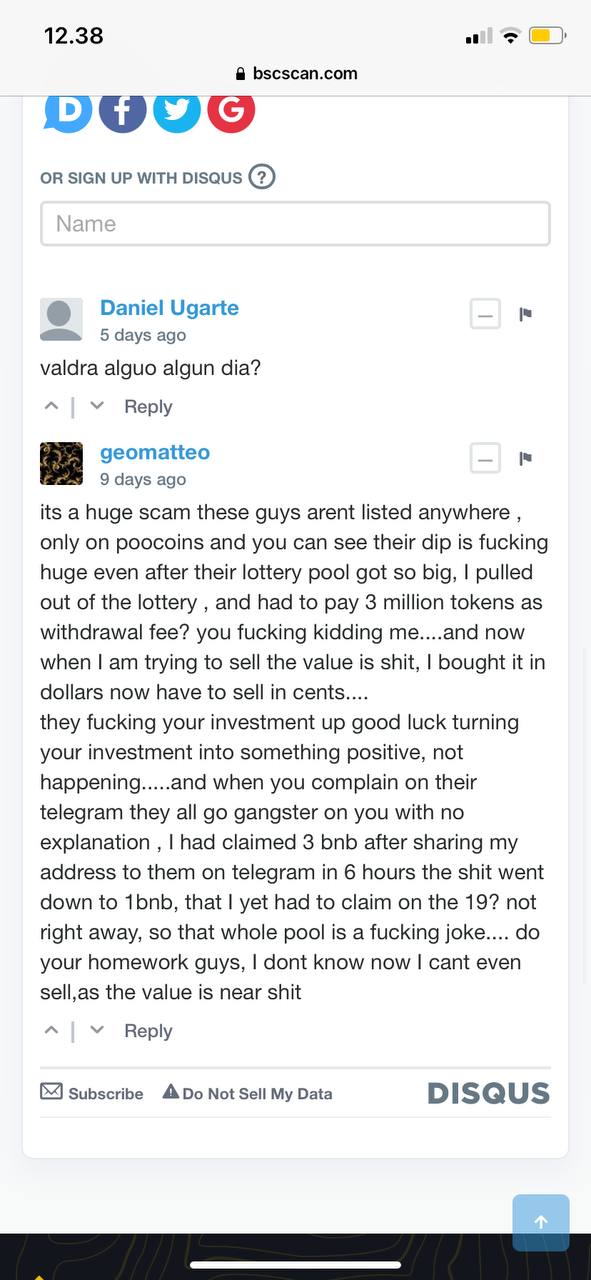 12.38
bscscan.com
D f G
OR SIGN UP WITH DISQUS ?
Name
Daniel Ugarte
5 days ago
valdra alguo algun dia?
Reply
geomatteo
9 days ago
its a huge scam these guys arent listed anywhere ,
only on poocoins and you can see their dip is fucking
huge even after their lottery pool got so big, I pulled
out of the lottery , and had to pay 3 million tokens as
withdrawal fee? you fucking kidding me....and now
when I am trying to sell the value is shit, I bought it in
dollars now have to sell in cents....
they fucking your investment up good luck turning
your investment into something positive, not
happening.....and when you complain on their
telegram they all go gangster on you with no
explanation , I had claimed 3 bnb after sharing my
address to them on telegram in 6 hours the shit went
down to 1bnb, that I yet had to claim on the 19? not
right away, so that whole pool is a fucking joke.... do
your homework guys, I dont know now I cant even
sell,as the value is near shit
Reply
Subscribe Do Not Sell My Data DISQUS